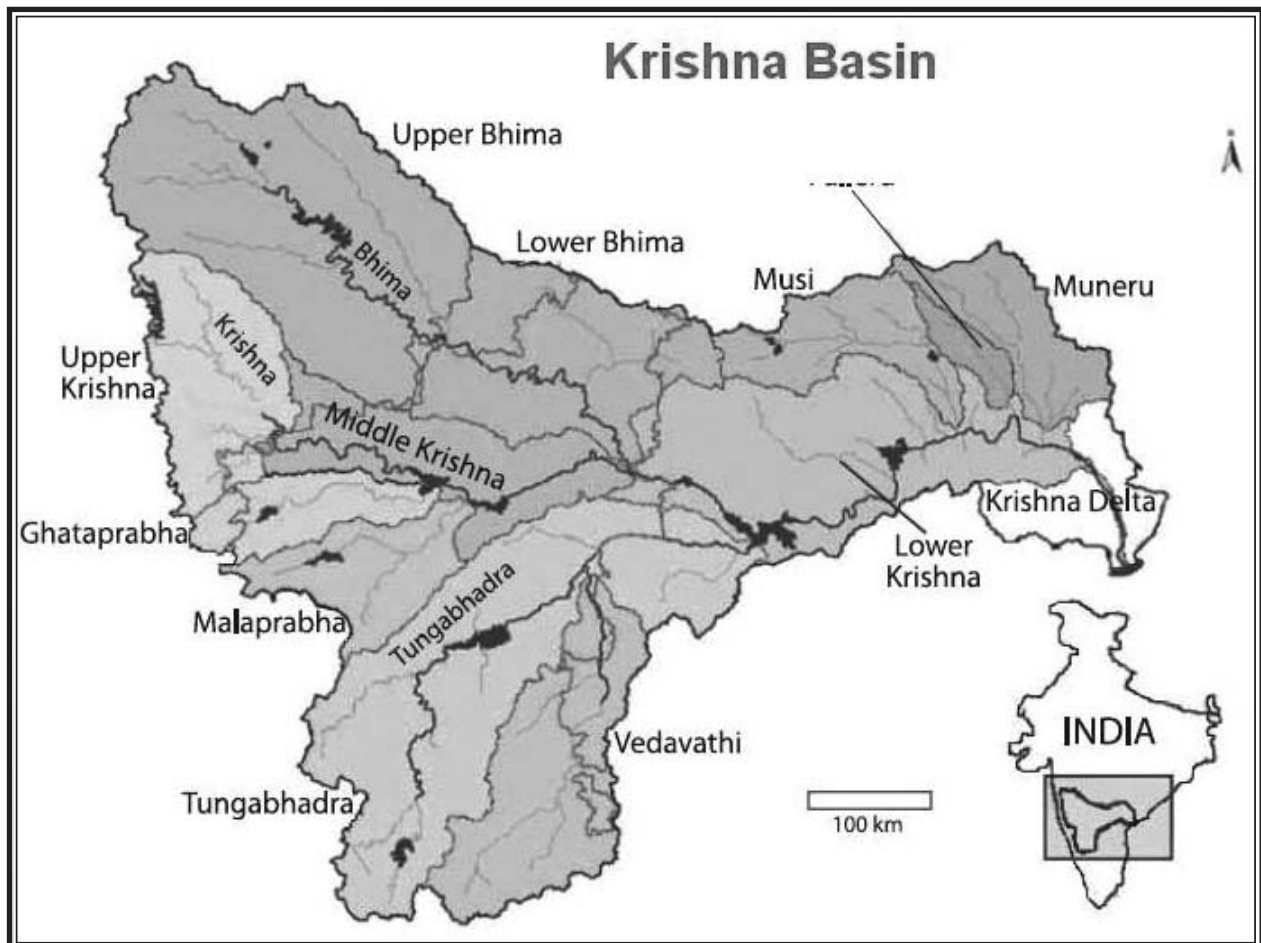 Krishna Basin
Upper Bhima
Lower Bhima
Bhima
Musi
Muneru
Upper
Krishna
Krishna
Middle Krishna
Ghataprabha
Krishna Delta
Lower
Krishna
Malaprabha
Tungabhadra
Vedavathi
Tungabhadra
INDIA
100 km